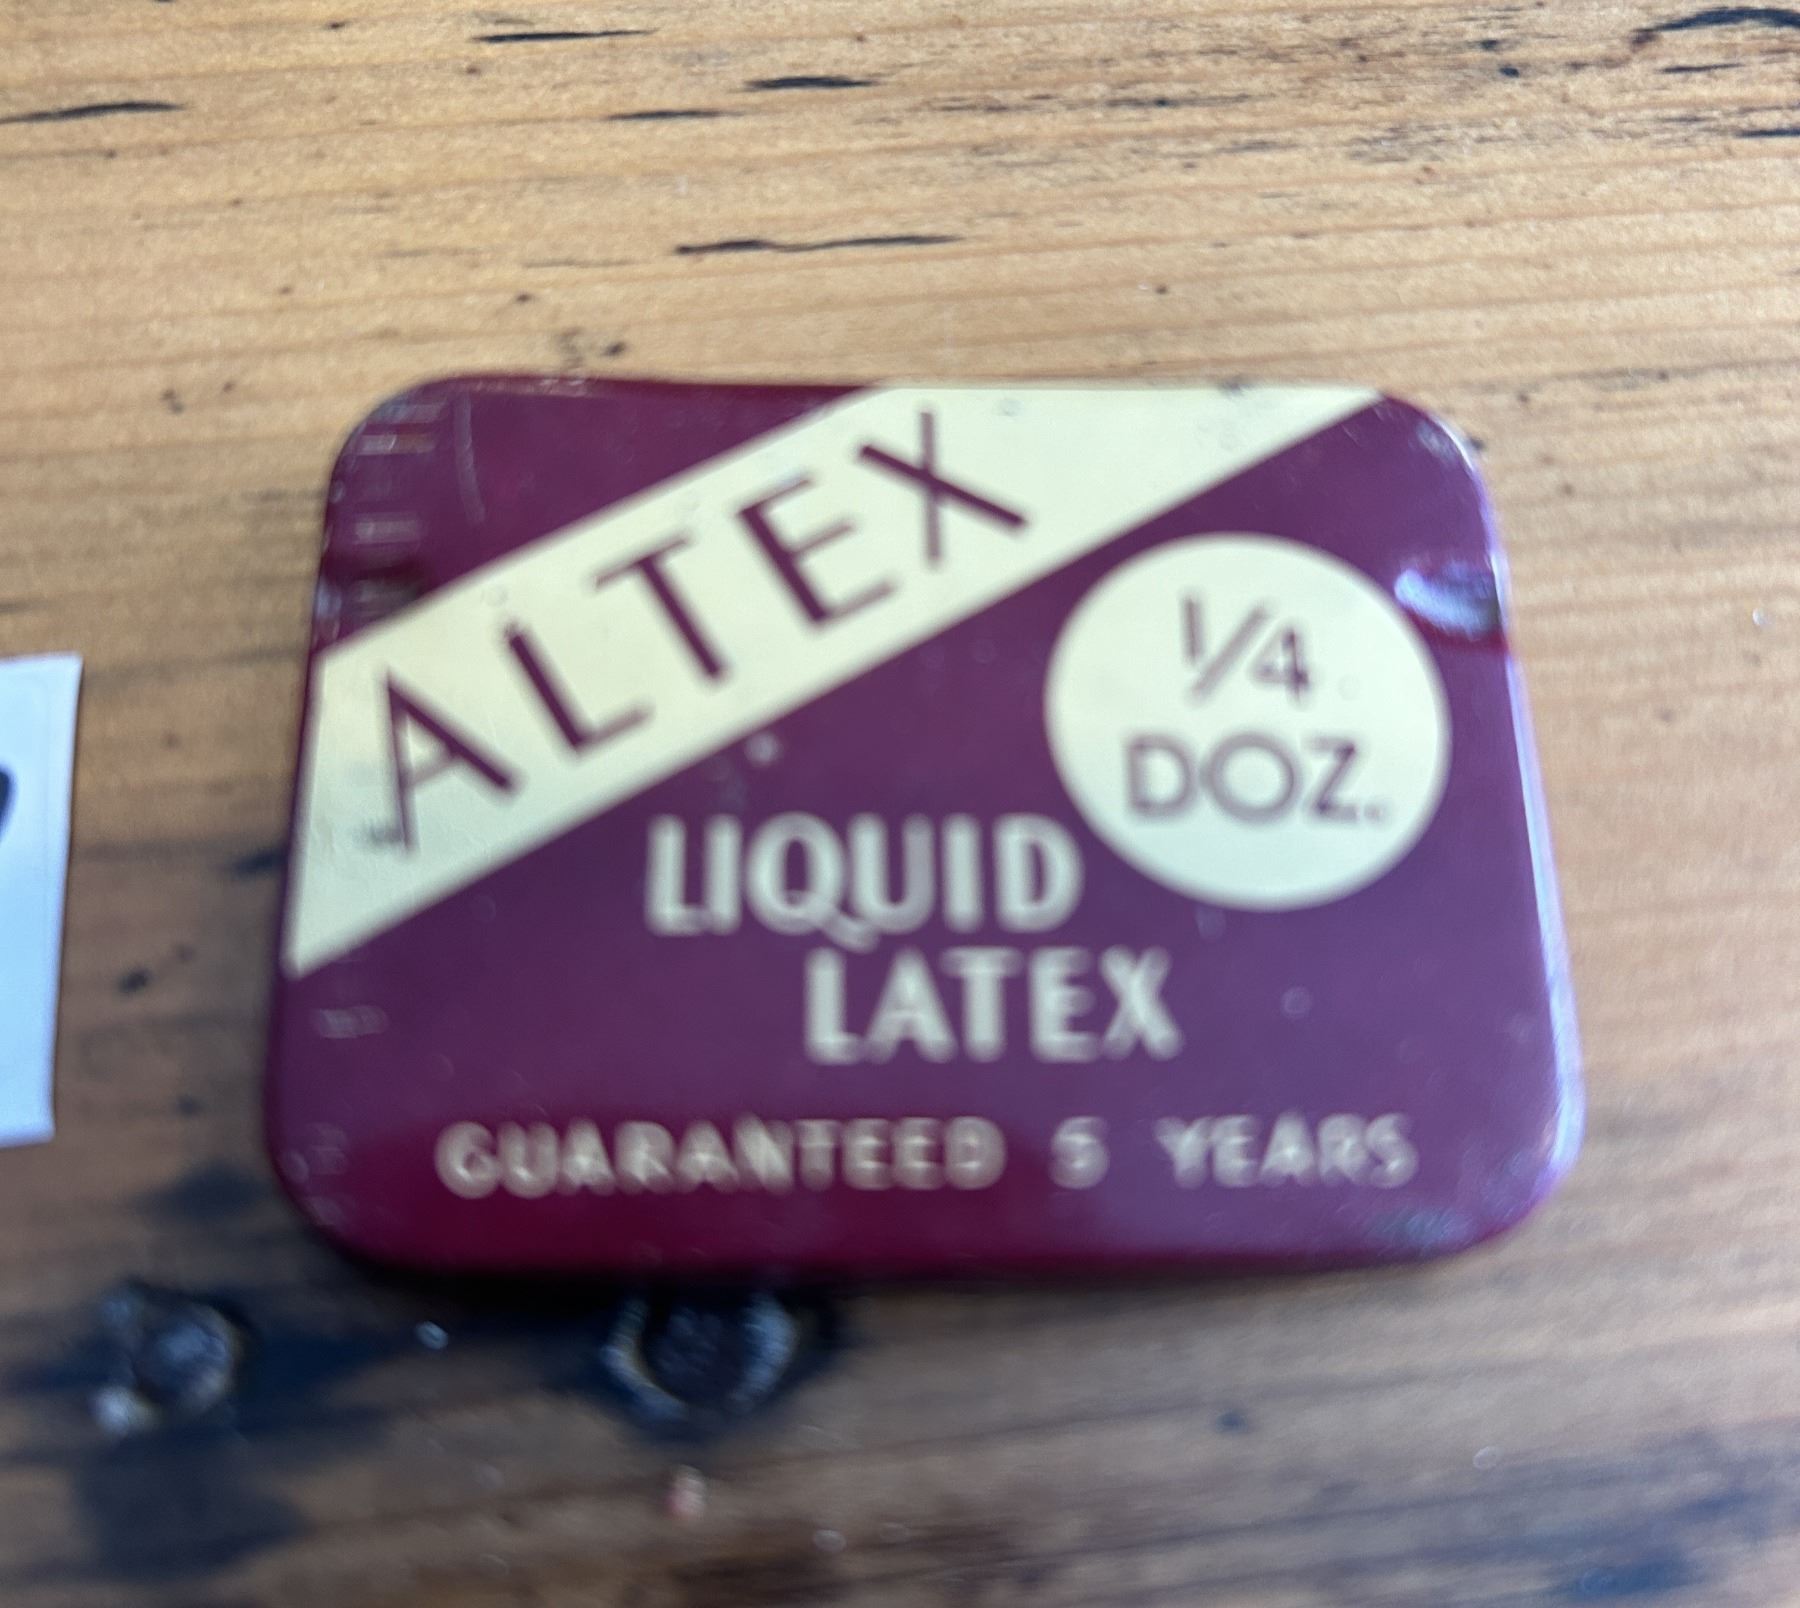 ALTEX
1/4
DOZ.
LIQUID
LATEX
GUARANTEED 5 YEARS